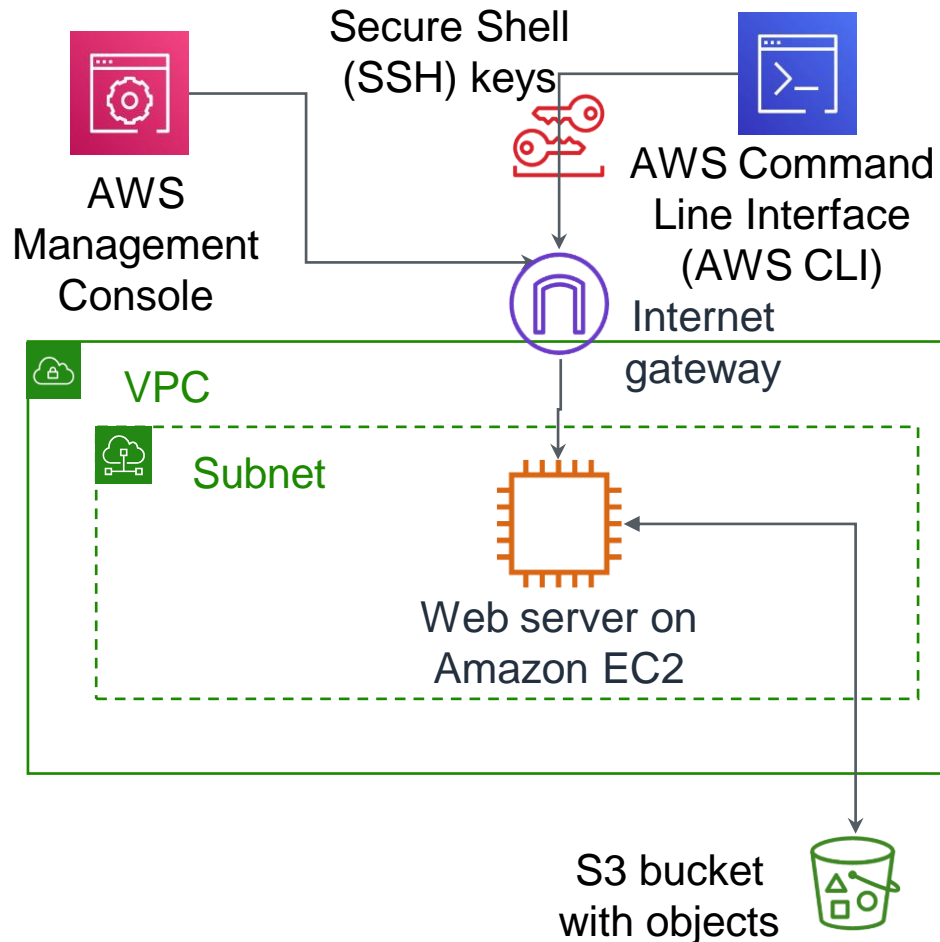 Secure Shell
(SSH) keys
AWS
Management
Console
AWS Command
Line Interface
(AWS CLI)
Internet
gateway
VPC
Subnet
Web server on
Amazon EC2
S3 bucket
with objects